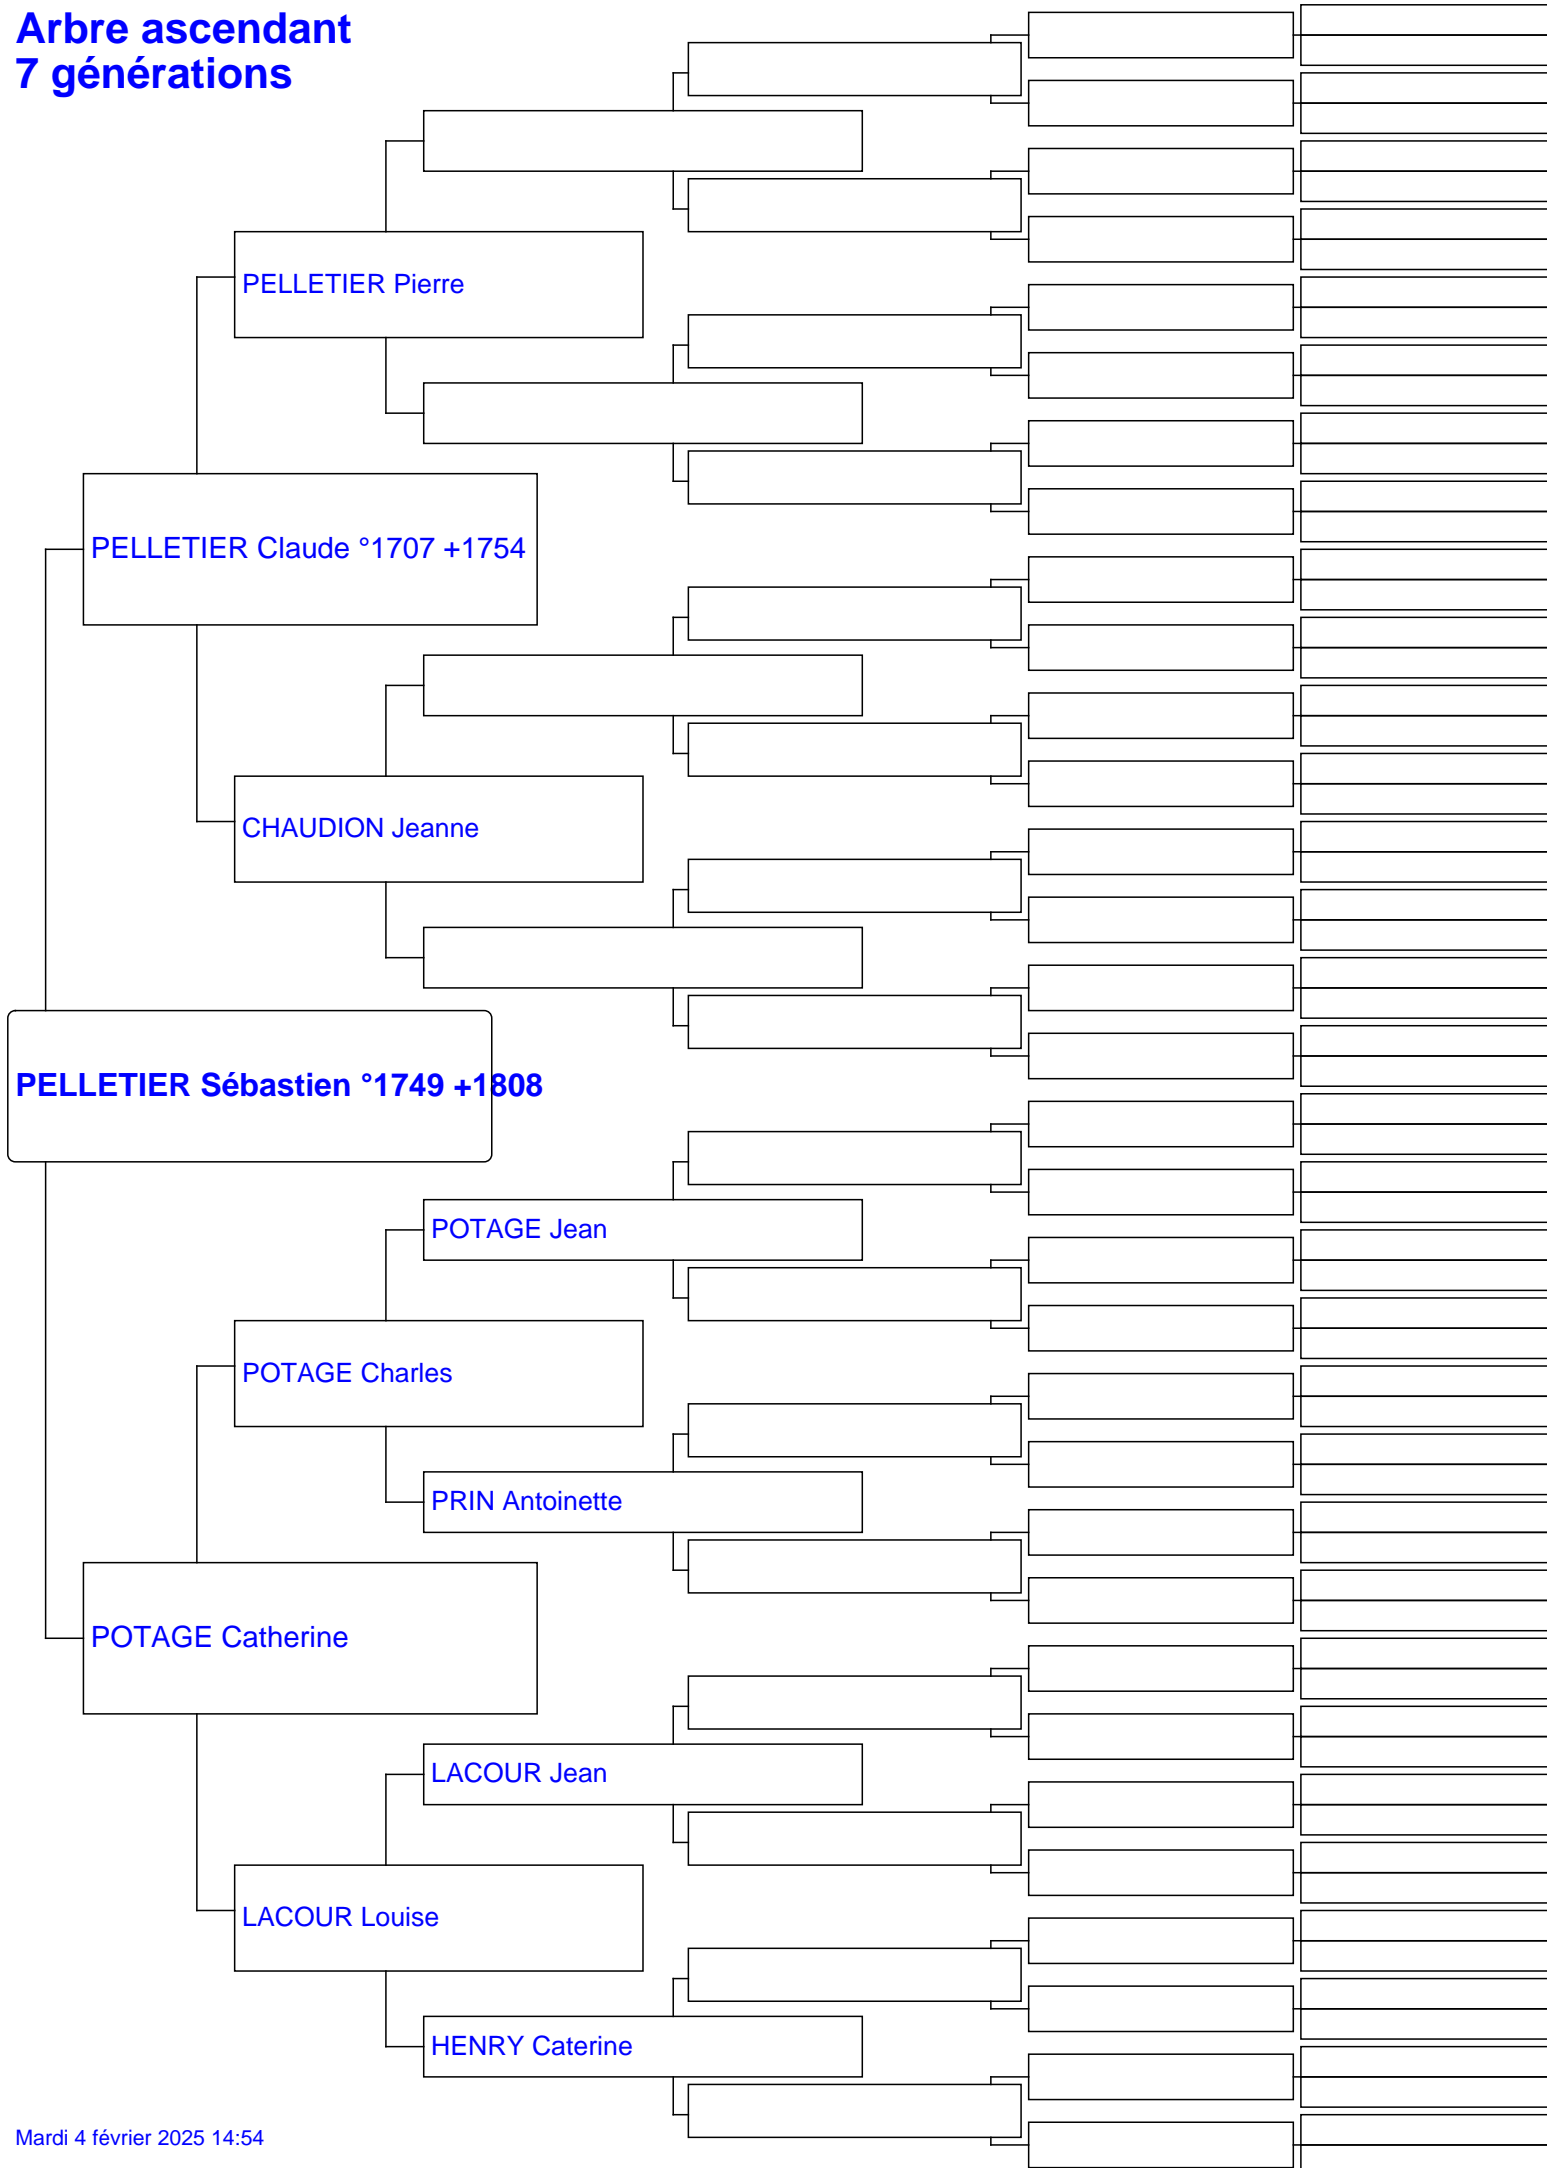 Arbre ascendant
7 générations
PELLETIER Pierre
PELLETIER Claude °1707 +1754
CHAUDION Jeanne
PELLETIER Sébastien °1749 +1808
POTAGE Jean
POTAGE Charles
PRIN Antoinette
POTAGE Catherine
LACOUR Jean
LACOUR Louise
HENRY Caterine
Mardi 4 février 2025 14:54